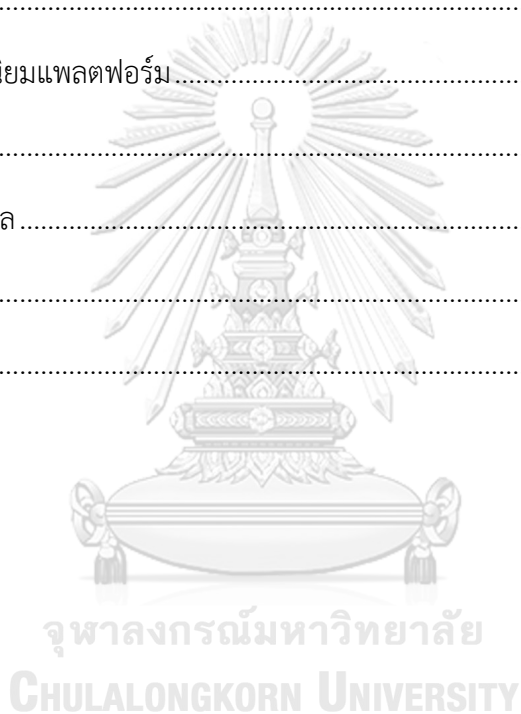 ....................................................................................
ิยมแพลตฟอร์ม....................................................
....................................................................................
ล................................................................................
....................................................................................
....................................................................................
จุฬาลงกรณ์มหาวิทยาลัย
CHULALONGKORN UNIVERSITY